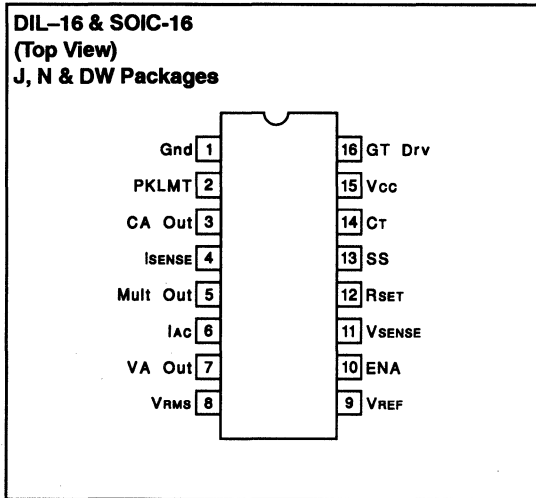 DIL–16 & SOIC-16
(Top View)
J, N & DW Packages
Gnd 1 16 GT Drv
PKLMT 2 15 Vcc
CA Out 3 14 CT
ISENSE 4 13 SS
Mult Out 5 12 RSET
IAC 6 11 VSENSE
VA Out 7 10 ENA
VRMS 8 9 VREF